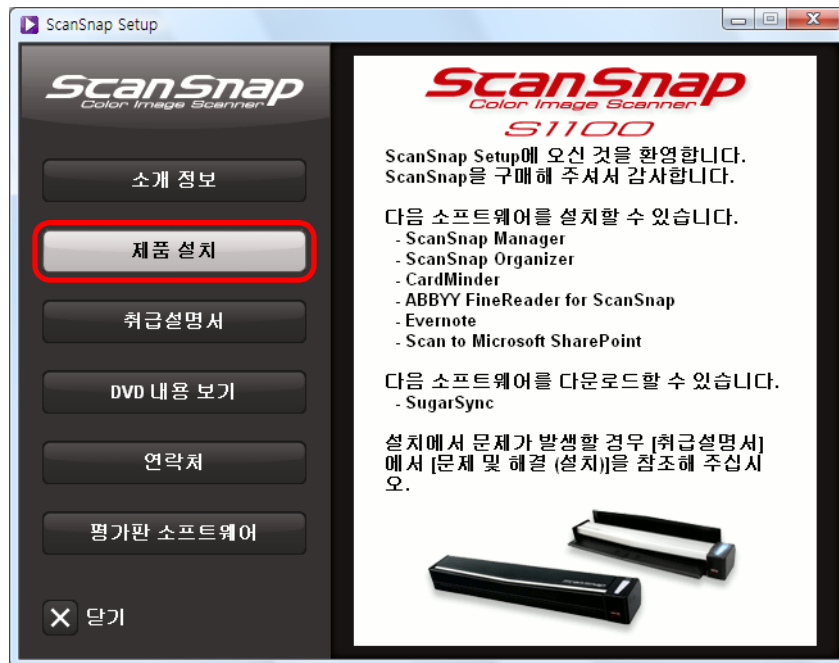 ScanSnap Setup
ScanSnap
Color Image Scanner
소개 정보
제품 설치
취급설명서
DVD 내용 보기
연락처
평가판 소프트웨어
닫기
ScanSnap
Color Image Scanner
S1100
ScanSnap Setup에 오신 것을 환영합니다.
ScanSnap을 구매해 주셔서 감사합니다.
다음 소프트웨어를 설치할 수 있습니다.
- ScanSnap Manager
- ScanSnap Organizer
- CardMinder
- ABBYY FineReader for ScanSnap
- Evernote
- Scan to Microsoft SharePoint
다음 소프트웨어를 다운로드할 수 있습니다.
- SugarSync
설치에서 문제가 발생할 경우 [취급설명서]
에서 [문제 및 해결 (설치)]을 참조해 주십시
오.
ScanSnap